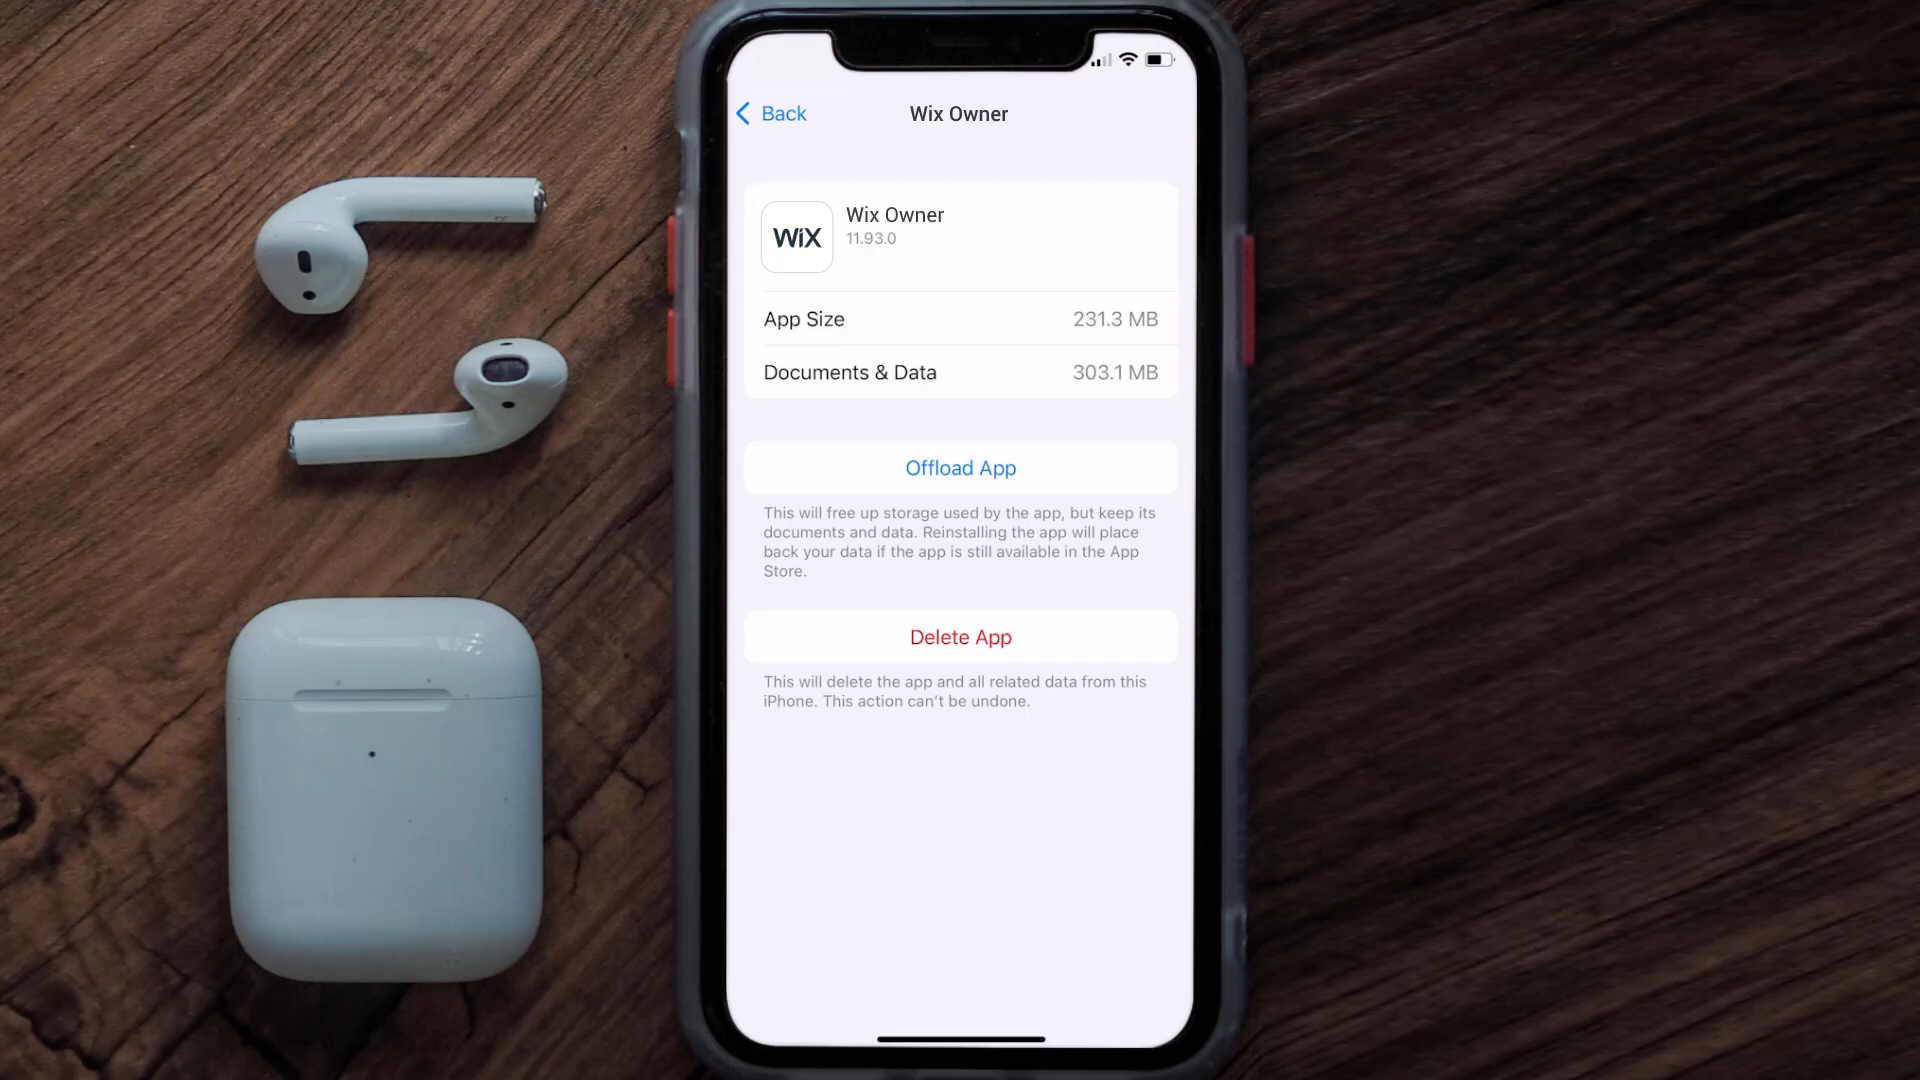 Back
Wix Owner
WiX
Wix Owner
11.93.0
App Size
231.3 MB
Documents & Data
303.1 MB
Offload App
This will free up storage used by the app, but keep its
documents and data. Reinstalling the app will place
back your data if the app is still available in the App
Store.
Delete App
This will delete the app and all related data from this
iPhone. This action can’t be undone.